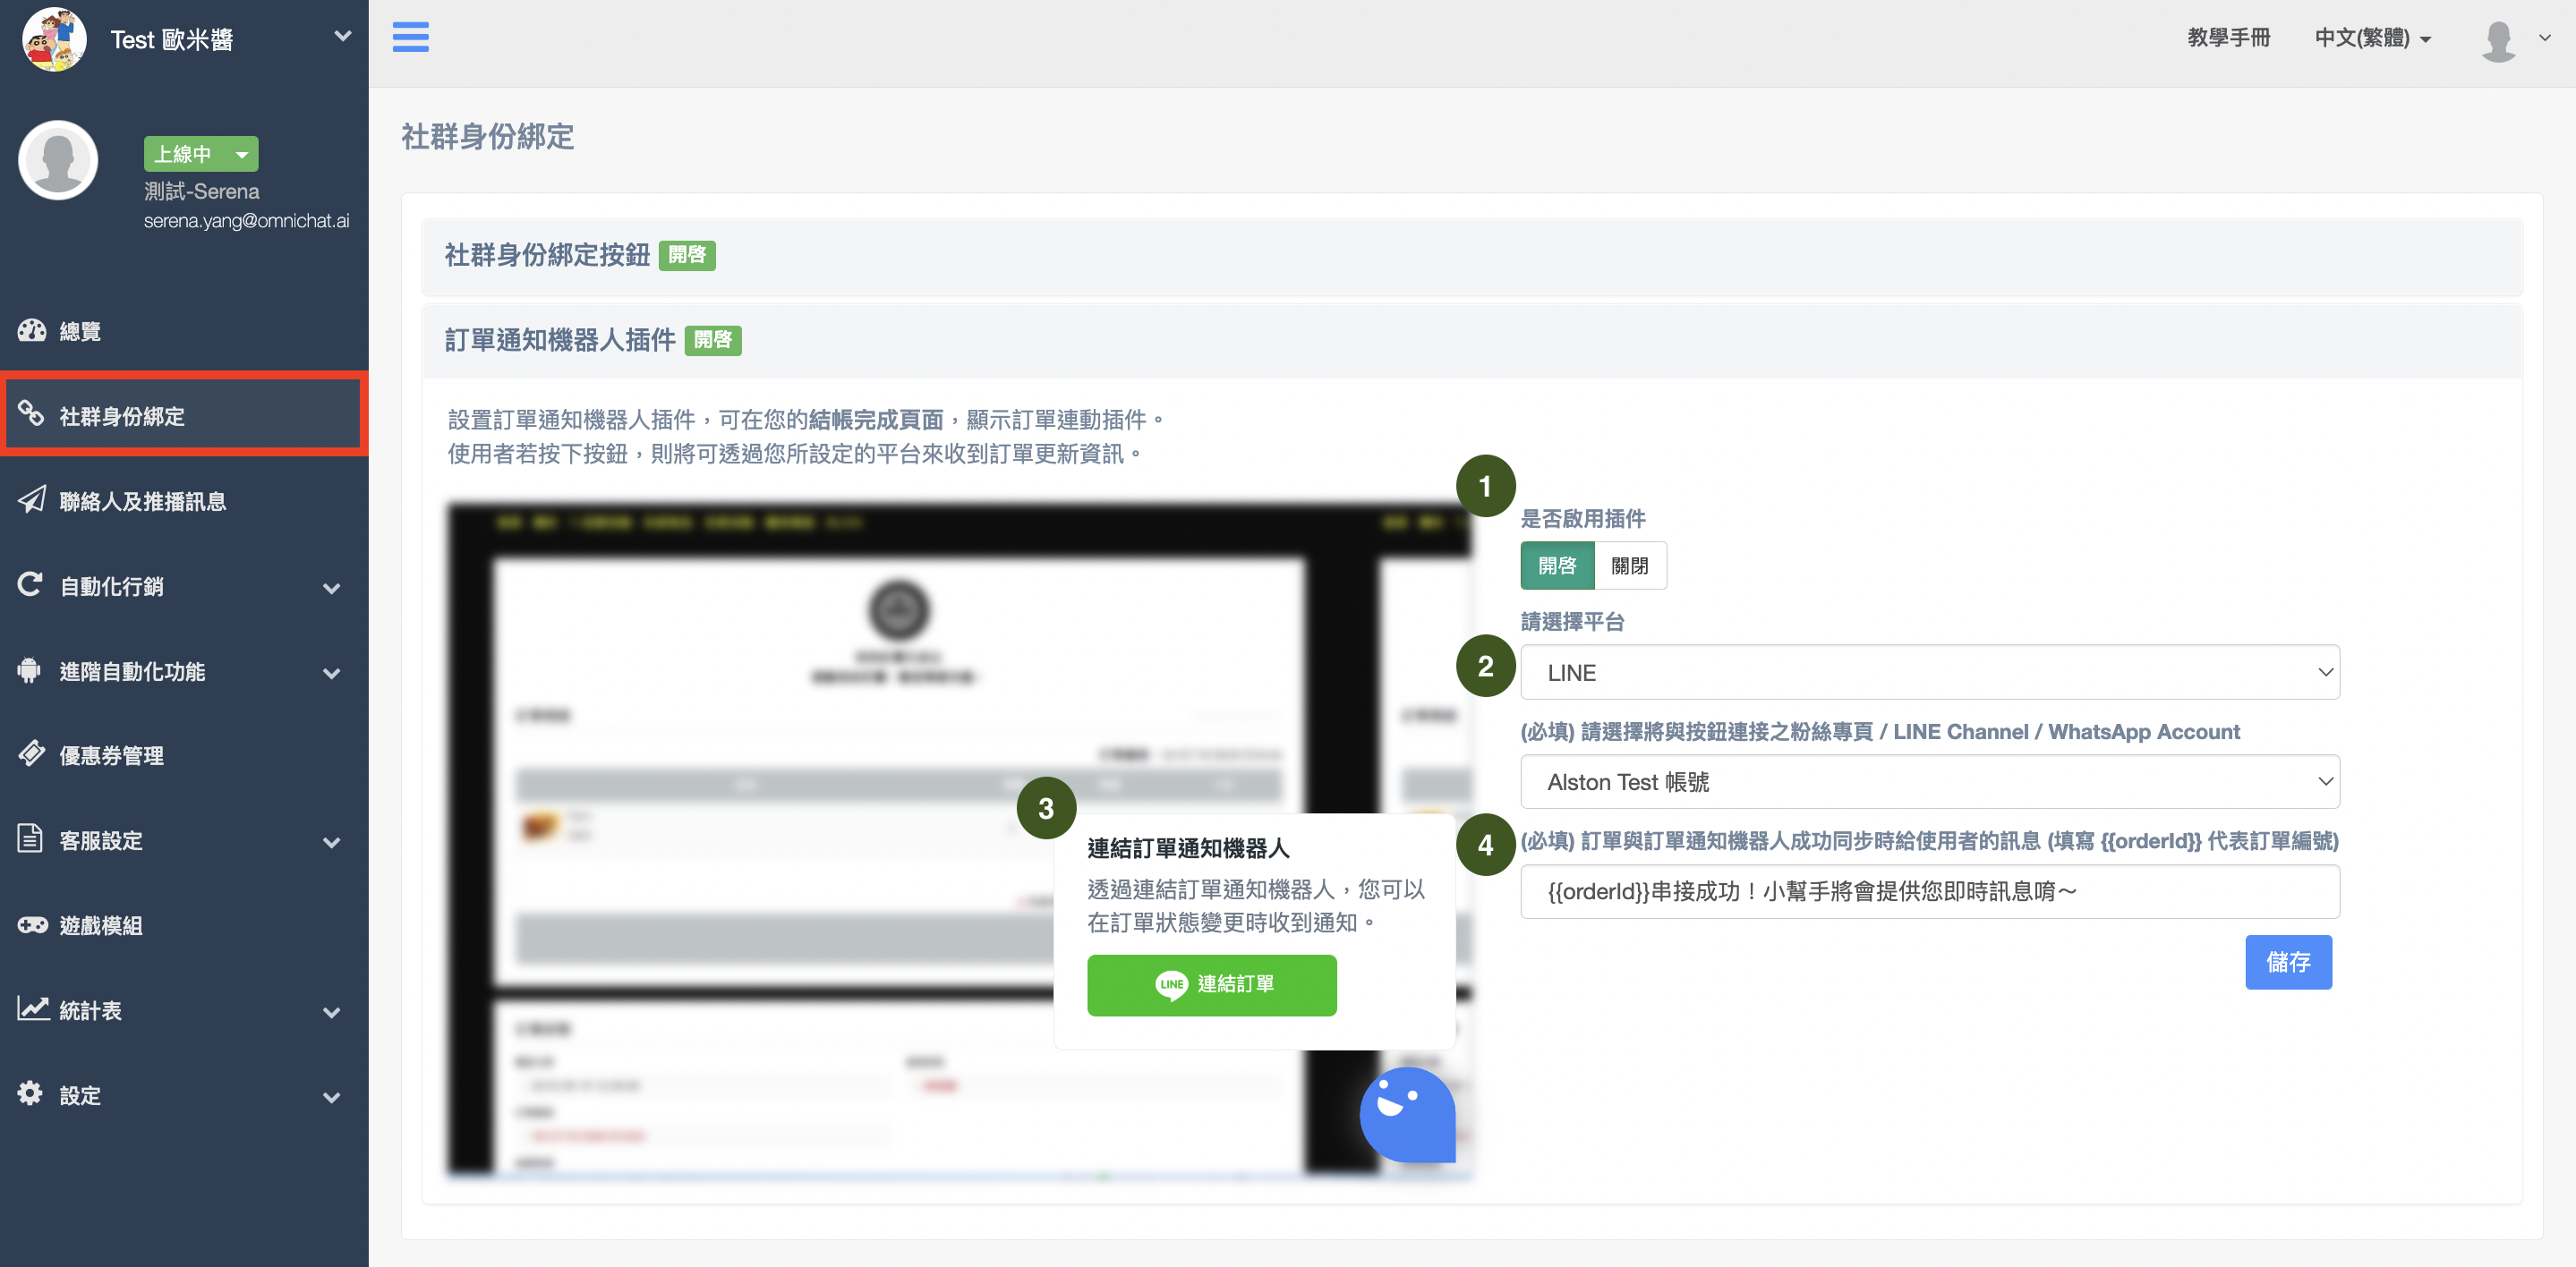 Test 歐米醬
教學手冊
中文(繁體)
上線中
測試-Serena
serena.yang@omnichat.ai
總覽
社群身份綁定
聯絡人及推播訊息
自動化行銷
進階自動化功能
優惠券管理
客服設定
遊戲模組
統計表
設定
社群身份綁定
社群身份綁定按鈕 開啓
訂單通知機器人插件 開啓
設置訂單通知機器人插件，可在您的結帳完成頁面，顯示訂單連動插件。
使用者若按下按鈕，則將可透過您所設定的平台來收到訂單更新資訊。
1
是否啟用插件
開啓 關閉
請選擇平台
2
LINE
(必填) 請選擇將與按鈕連接之粉絲專頁 / LINE Channel / WhatsApp Account
Alston Test 帳號
3
連結訂單通知機器人
透過連結訂單通知機器人，您可以
在訂單狀態變更時收到通知。
LINE 連結訂單
4
(必填) 訂單與訂單通知機器人成功同步時給使用者的訊息 (填寫 {{orderId}} 代表訂單編號)
{{orderId}}串接成功！小幫手將會提供您即時訊息唷～
儲存